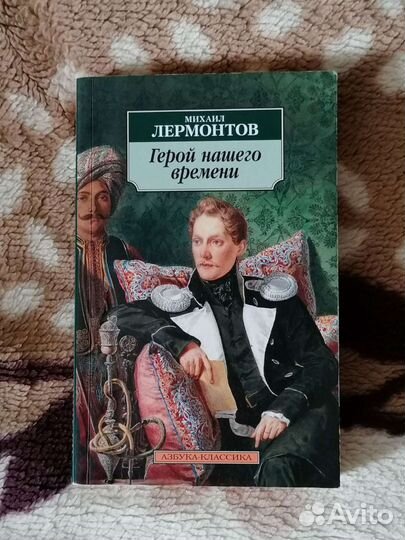 МИХАИЛ
ЛЕРМОНТОВ
Герой нашего
времени
АЗБУКА-КЛАССИКА
Avito